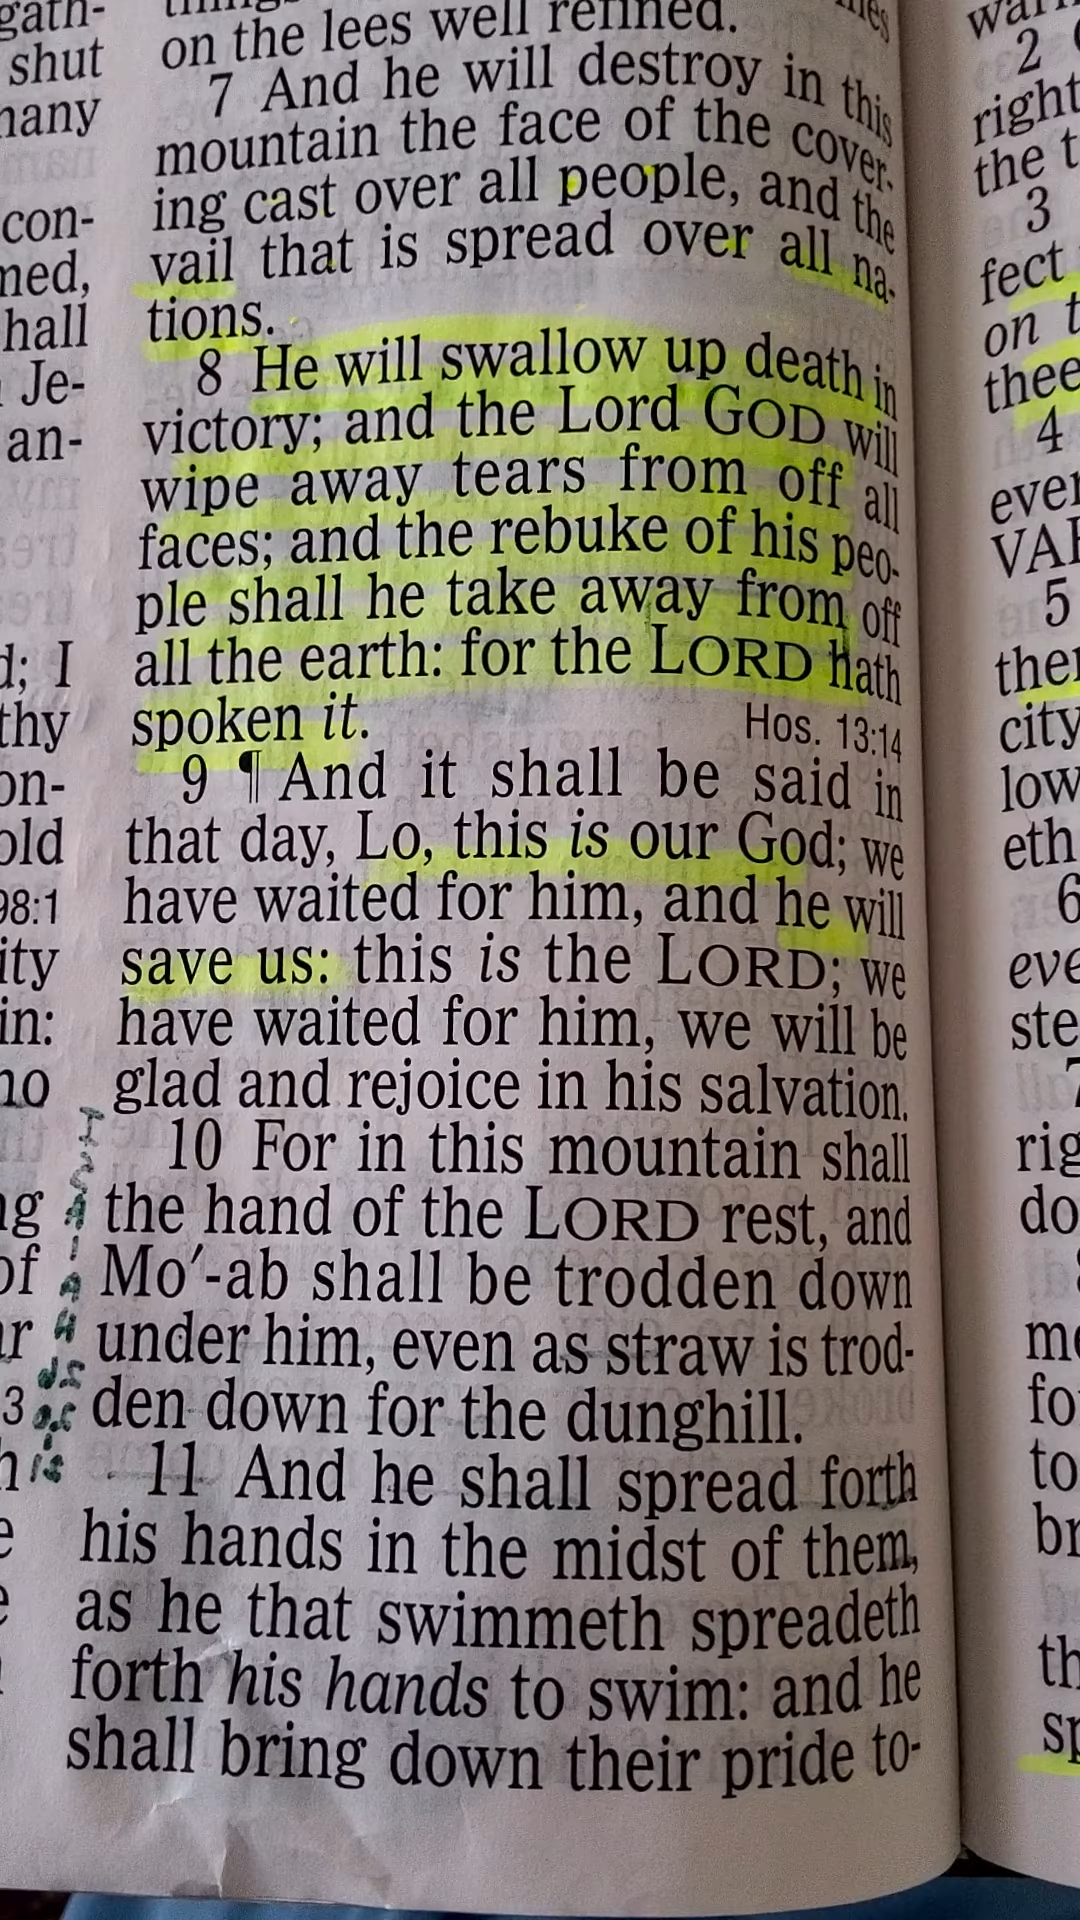 gath-
shut
con-
hall
Je-
an-
d; I
thy
on-
old
98:1
ity
in:
no
of
3
on the lees well refined.
7 And he will destroy in this
mountain the face of the cover-
ing cast over all people, and the
vail that is spread over all na-
tions.
8 He will swallow up death in
victory; and the Lord GOD will
wipe away tears from off all
faces; and the rebuke of his peo-
ple shall he take away from off
all the earth: for the LORD hath
spoken it. Hos. 13:14
9 ¶ And it shall be said in
that day, Lo, this is our God; we
have waited for him, and he will
save us: this is the LORD; we
have waited for him, we will be
glad and rejoice in his salvation.
10 For in this mountain shall
the hand of the LORD rest, and
Mo′-ab shall be trodden down
under him, even as straw is trod-
den down for the dunghill.
11 And he shall spread forth
his hands in the midst of them,
as he that swimmeth spreadeth
forth his hands to swim: and he
shall bring down their pride to-
ISAIAH
2
right
the t
3
fect
on t
thee
4
ever
5
city
low
eth
6
eve
ste
7
rig
do
fo
to
br
th
sp